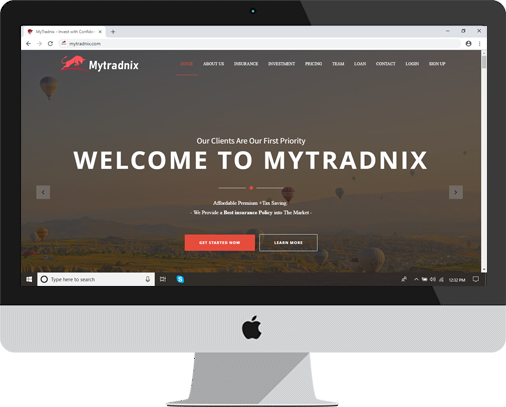 MyTradnix - Invest with Confide
mytradnix.com
Mytradnix
HOME ABOUT US INSURANCE INVESTMENT PRICING TEAM LOAN CONTACT LOGIN SIGN UP
Our Clients Are Our First Priority
WELCOME TO MYTRADNIX
Affordable Premium +Tax Saving.
- We Provide a Best insurance Policy into The Market -
GET STARTED NOW LEARN MORE
Type here to search
12:02 PM